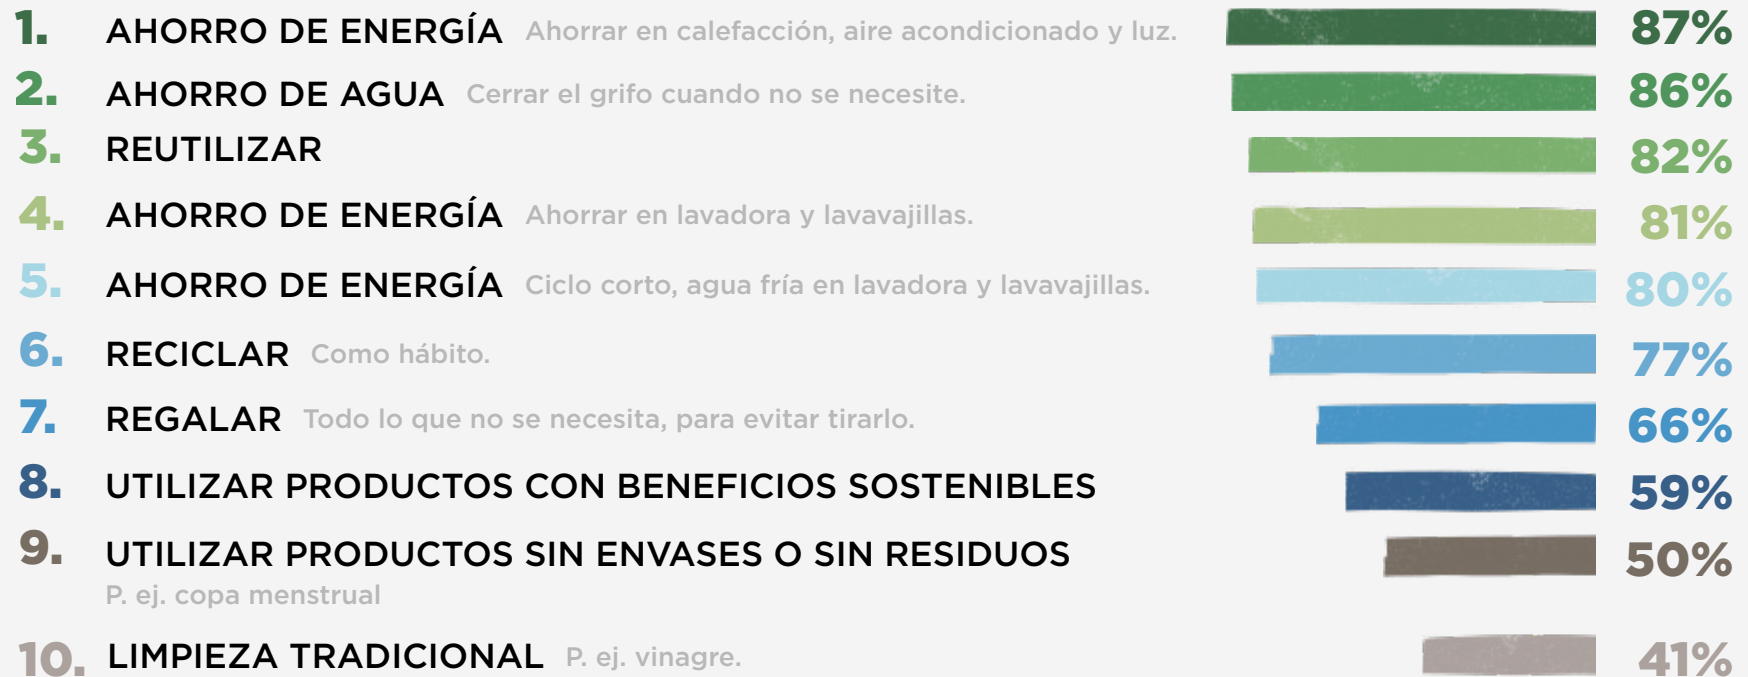 1. AHORRO DE ENERGÍA Ahorrar en calefacción, aire acondicionado y luz. 87%
2. AHORRO DE AGUA Cerrar el grifo cuando no se necesite. 86%
3. REUTILIZAR 82%
4. AHORRO DE ENERGÍA Ahorrar en lavadora y lavavajillas. 81%
5. AHORRO DE ENERGÍA Ciclo corto, agua fría en lavadora y lavavajillas. 80%
6. RECICLAR Como hábito. 77%
7. REGALAR Todo lo que no se necesita, para evitar tirarlo. 66%
8. UTILIZAR PRODUCTOS CON BENEFICIOS SOSTENIBLES 59%
9. UTILIZAR PRODUCTOS SIN ENVASES O SIN RESIDUOS 50%
P. ej. copa menstrual
10. LIMPIEZA TRADICIONAL P. ej. vinagre. 41%